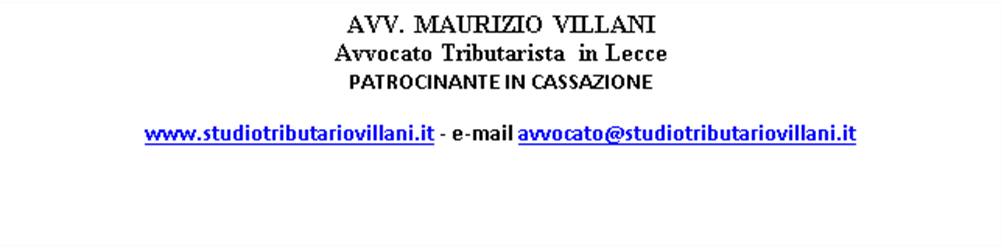 AVV. MAURIZIO VILLANI
Avvocato Tributarista in Lecce
PATROCINANTE IN CASSAZIONE
www.studiotributariovillani.it - e-mail avvocato@studiotributariovillani.it